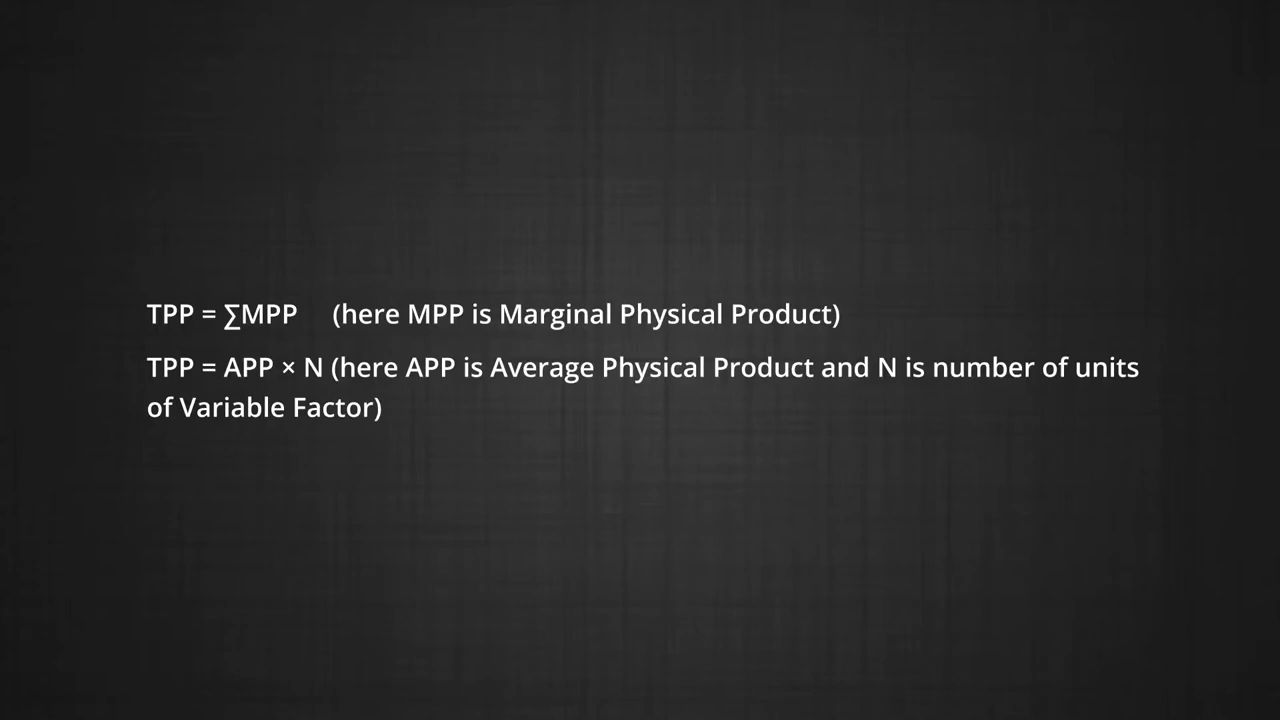 TPP = ∑MPP (here MPP is Marginal Physical Product)
TPP = APP × N (here APP is Average Physical Product and N is number of units
of Variable Factor)